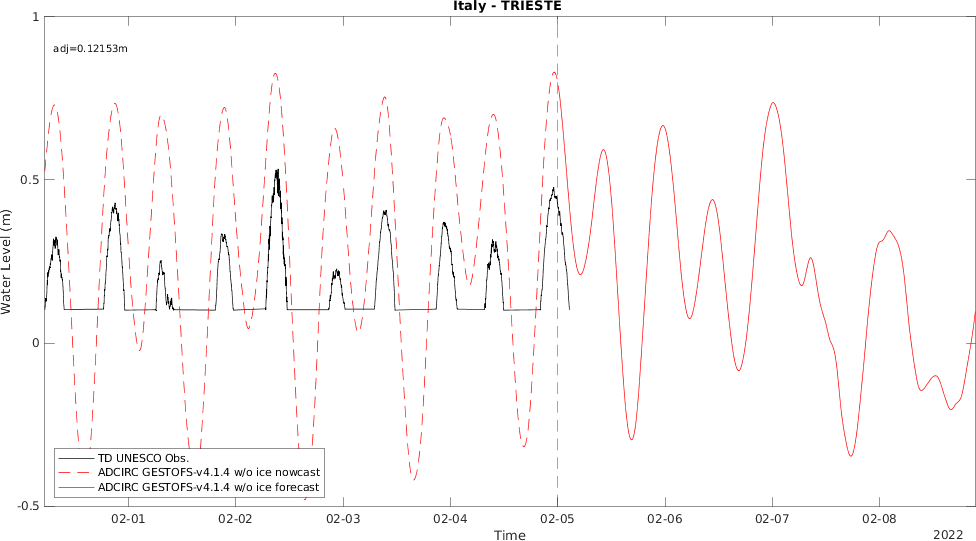 Italy - TRIESTE
1
adj=0.12153m
0.5
Water Level (m)
0
TD UNESCO Obs.
ADCIRC GESTOFS-v4.1.4 w/o ice nowcast
ADCIRC GESTOFS-v4.1.4 w/o ice forecast
-0.5
02-01 02-02 02-03 02-04 02-05 02-06 02-07 02-08
Time
2022